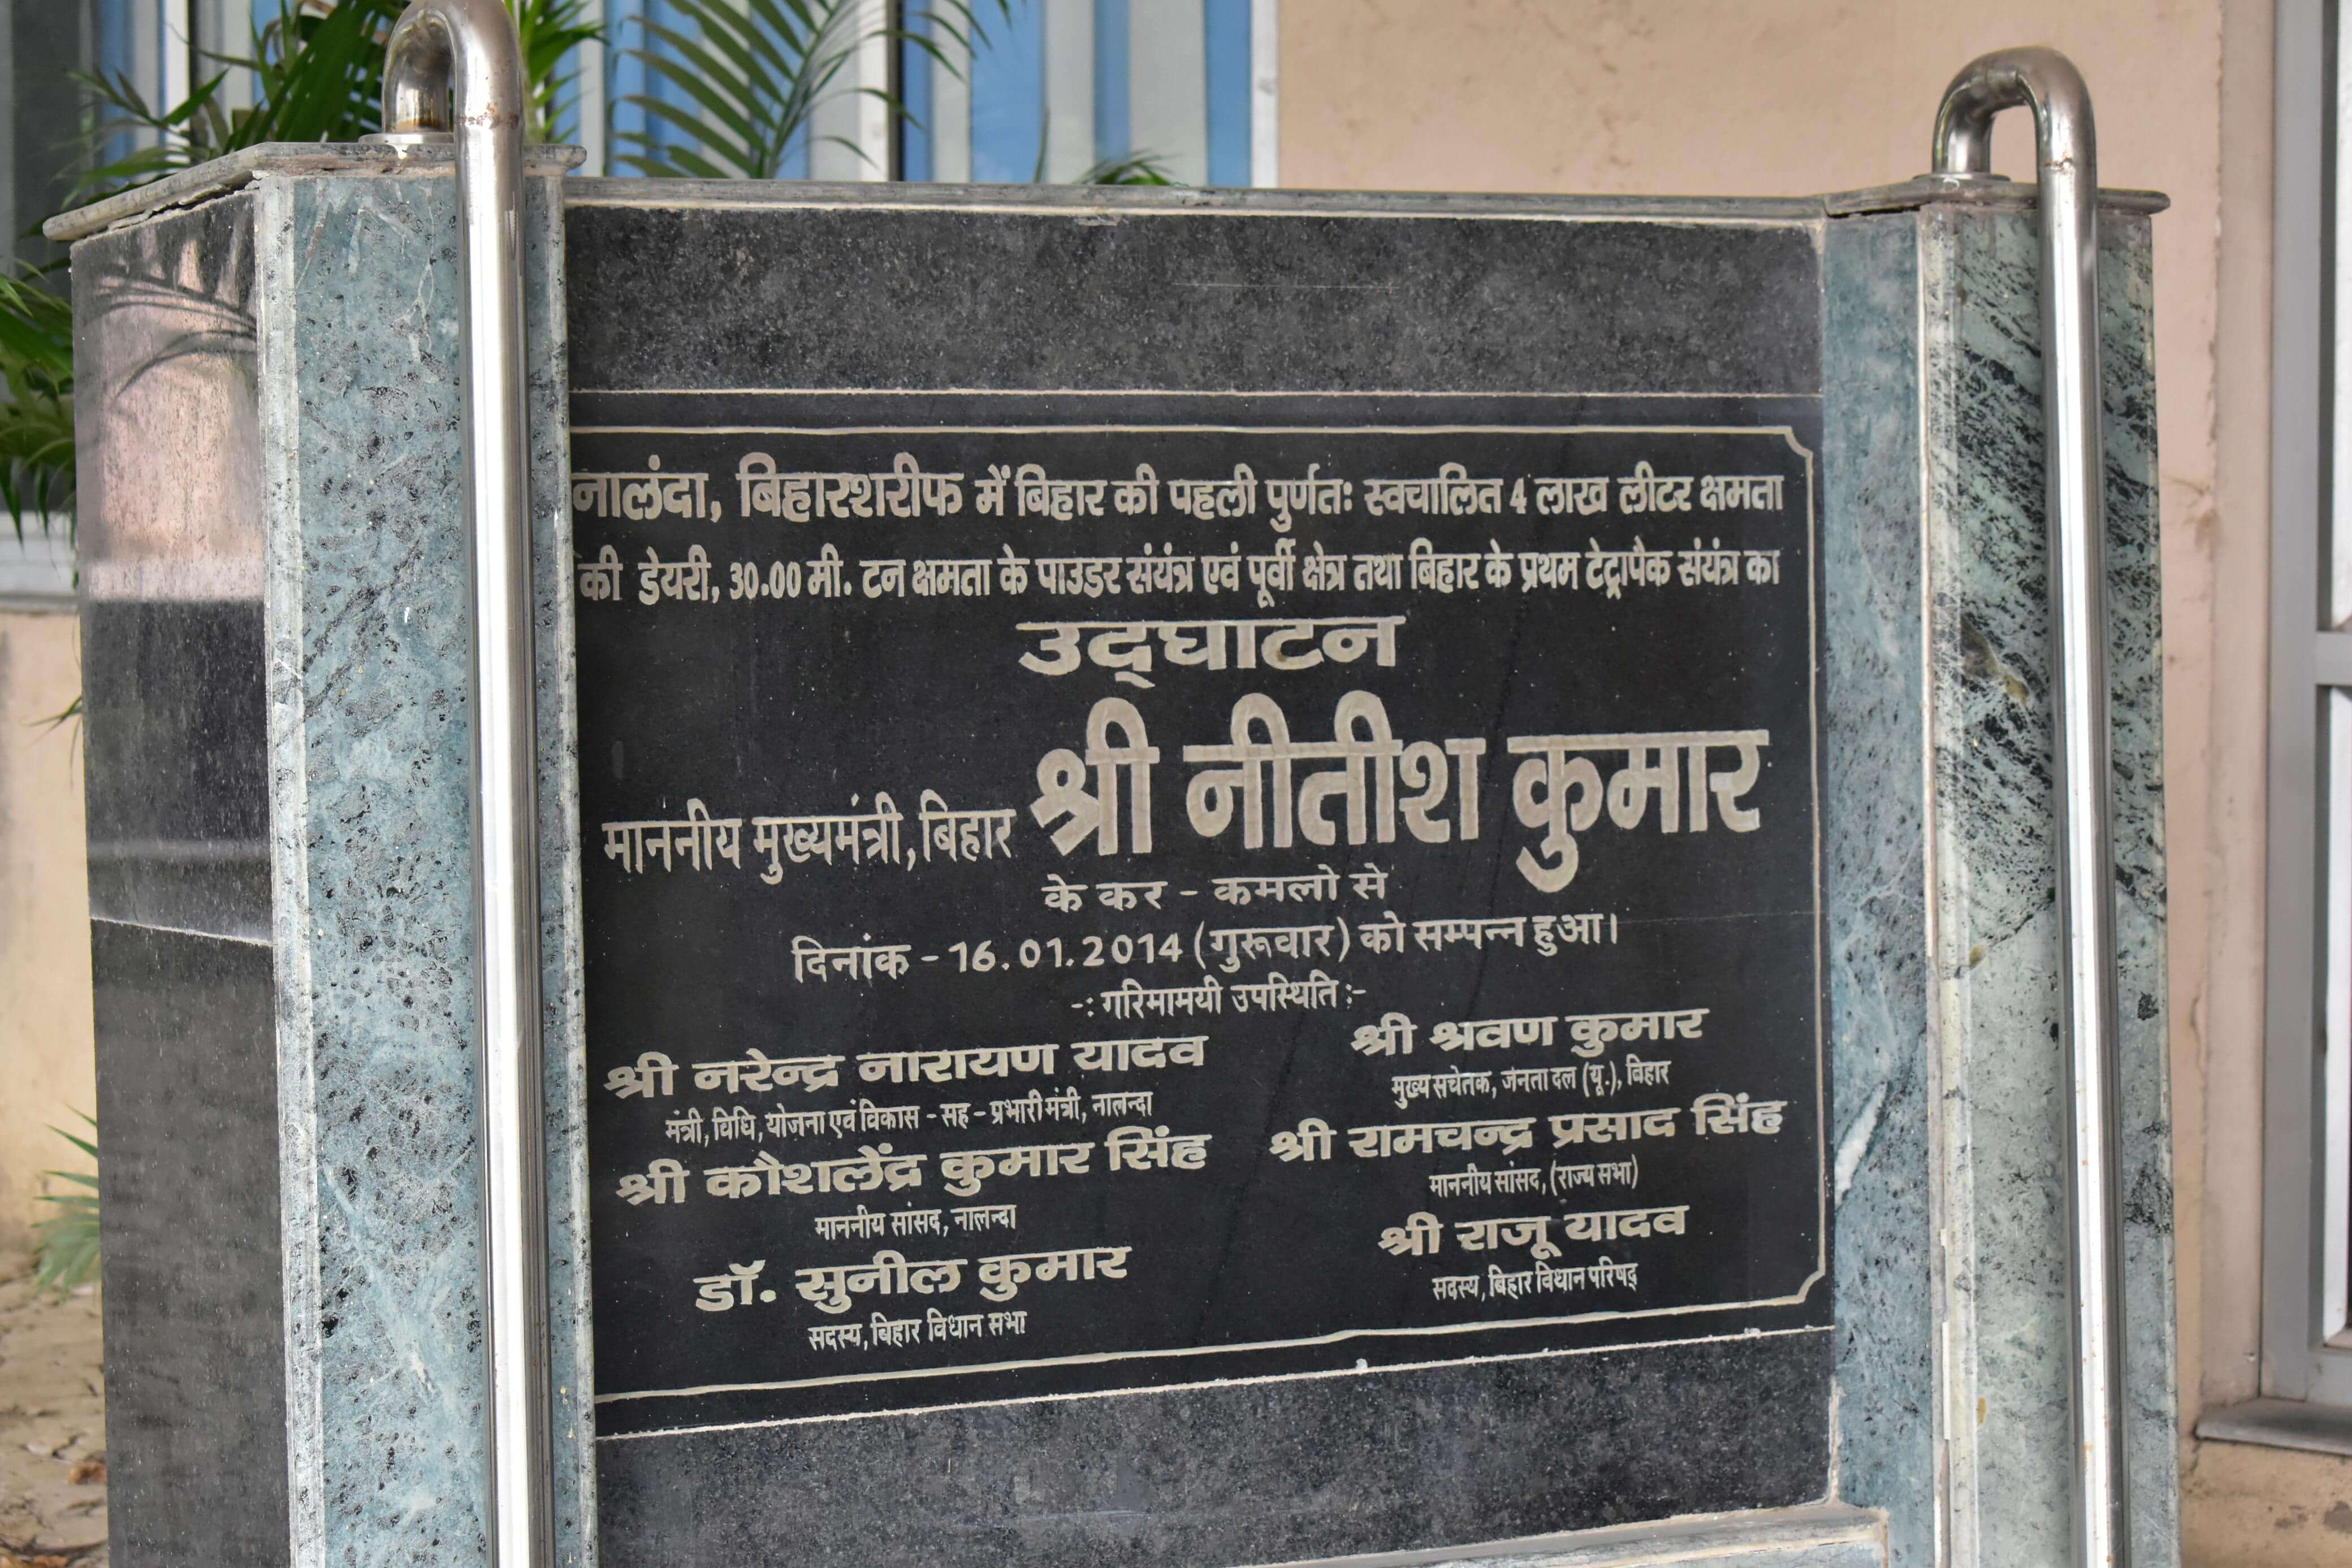 नालंदा, बिहारशरीफ में बिहार की पहली पुर्णतः स्वचालित 4 लाख लीटर क्षमता
की डेयरी, 30.00 मी. टन क्षमता के पाउडर संयंत्र एवं पूर्वी क्षेत्र तथा बिहार के प्रथम टेट्रापैक संयंत्र का
उद्घाटन
माननीय मुख्यमंत्री, बिहार श्री नीतीश कुमार
के कर - कमलो से
दिनांक - 16.01.2014 (गुरूवार) को सम्पन्न हुआ।
-: गरिमामयी उपस्थिति :-
श्री नरेन्द्र नारायण यादव
मंत्री, विधि, योजना एवं विकास - सह - प्रभारी मंत्री, नालन्दा
श्री कौशलेंद्र कुमार सिंह
माननीय सांसद, नालन्दा
डॉ. सुनील कुमार
सदस्य, बिहार विधान सभा
श्री श्रवण कुमार
मुख्य सचेतक, जनता दल (यू.), बिहार
श्री रामचन्द्र प्रसाद सिंह
माननीय सांसद, (राज्य सभा)
श्री राजू यादव
सदस्य, बिहार विधान परिषद्